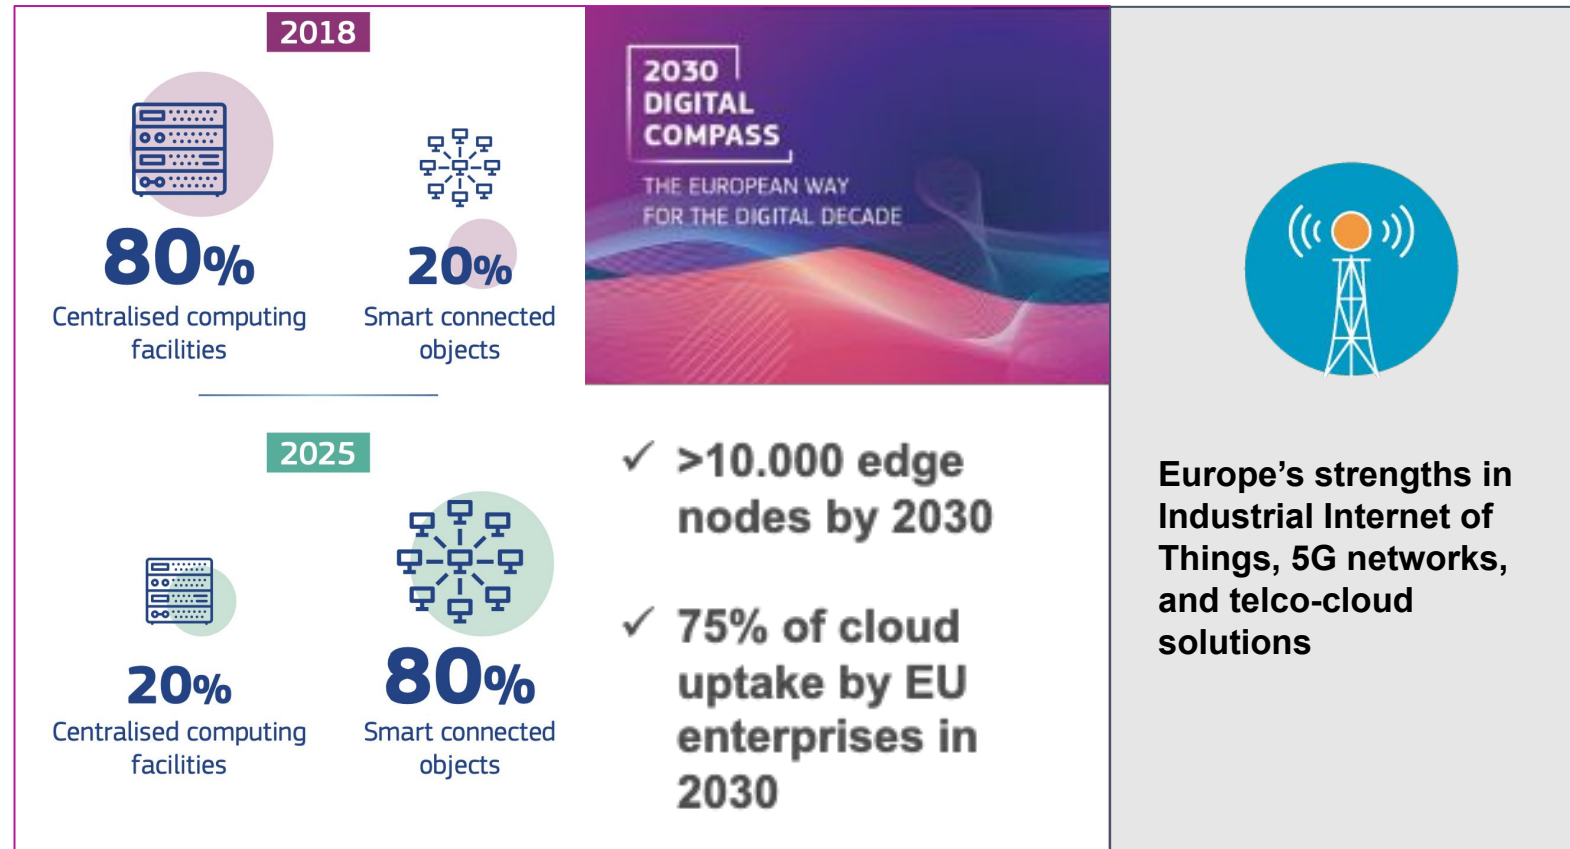 2018
80%
Centralised computing
facilities
20%
Smart connected
objects
2025
20%
Centralised computing
facilities
80%
Smart connected
objects
2030
DIGITAL
COMPASS
THE EUROPEAN WAY
FOR THE DIGITAL DECADE
✓ >10.000 edge
nodes by 2030
✓ 75% of cloud
uptake by EU
enterprises in
2030
Europe’s strengths in
Industrial Internet of
Things, 5G networks,
and telco-cloud
solutions